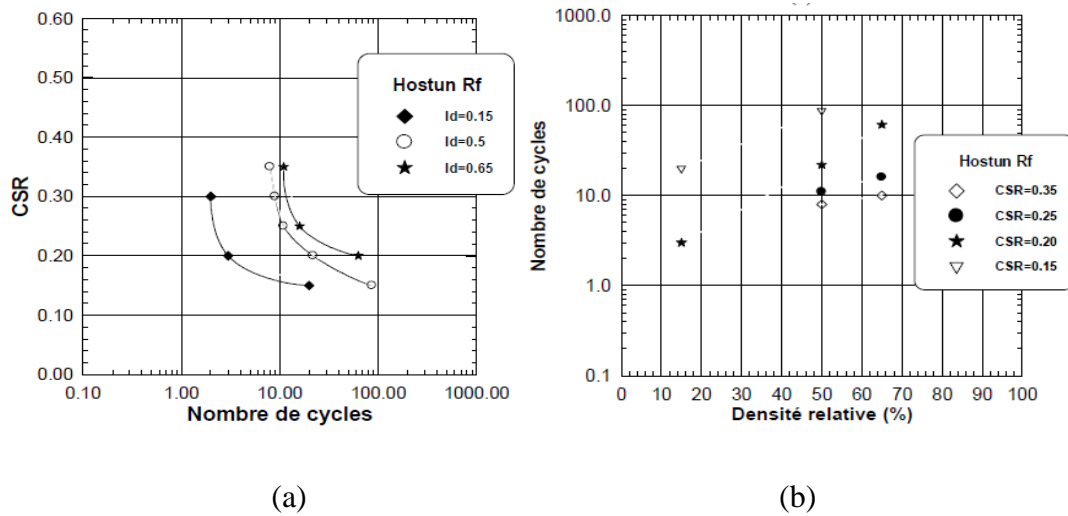 0.60
0.50
0.40
0.30
0.20
0.10
0.00
CSR
0.10
1.00
10.00
100.00
1000.00
Nombre de cycles
Hostun Rf
Id=0.15
Id=0.5
Id=0.65
(a)
1000.0
100.0
10.0
1.0
0.1
Nombre de cycles
0 10 20 30 40 50 60 70 80 90 100
Densité relative (%)
Hostun Rf
CSR=0.35
CSR=0.25
CSR=0.20
CSR=0.15
(b)